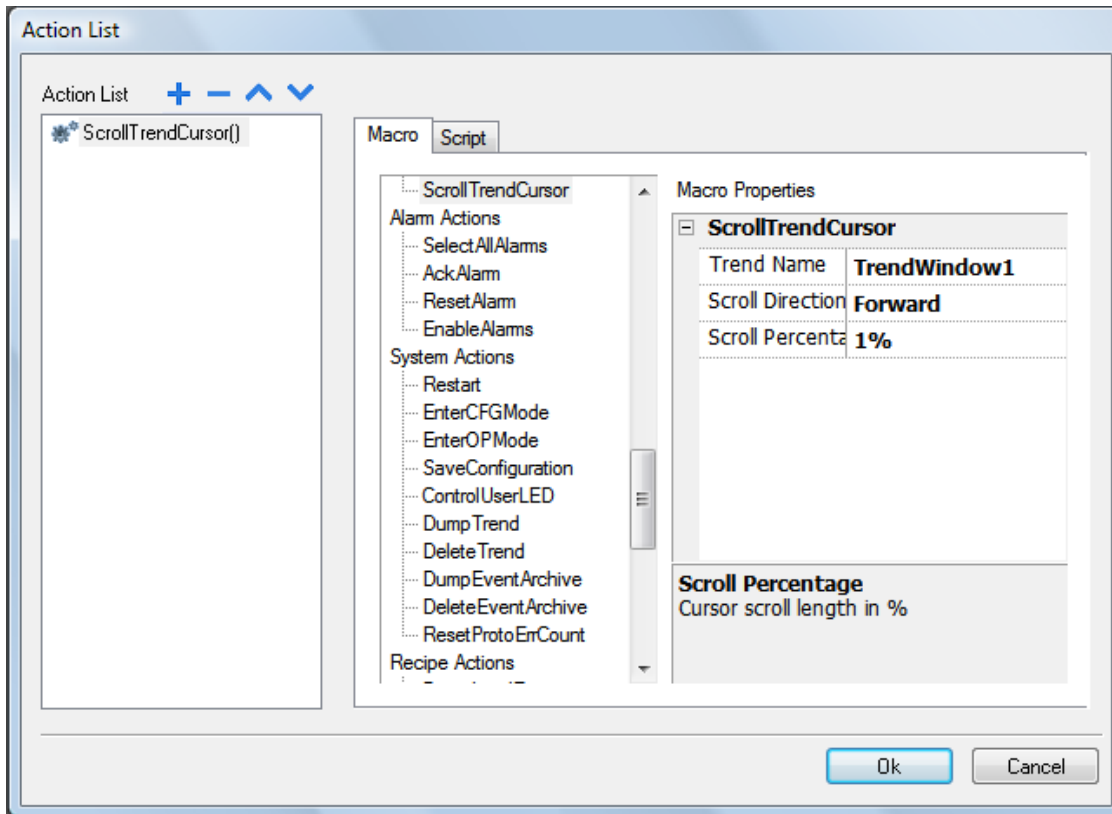 Action List
Action List
ScrollTrendCursor()
Macro
Script
ScrollTrendCursor
Alarm Actions
SelectAllAlarms
AckAlarm
ResetAlarm
EnableAlarms
System Actions
Restart
EnterCFGMode
EnterOPMode
SaveConfiguration
ControlUserLED
DumpTrend
DeleteTrend
DumpEventArchive
DeleteEventArchive
ResetProtoErrCount
Recipe Actions
Macro Properties
ScrollTrendCursor
Trend Name TrendWindow1
Scroll Direction Forward
Scroll Percenta 1%
Scroll Percentage
Cursor scroll length in %
Ok
Cancel